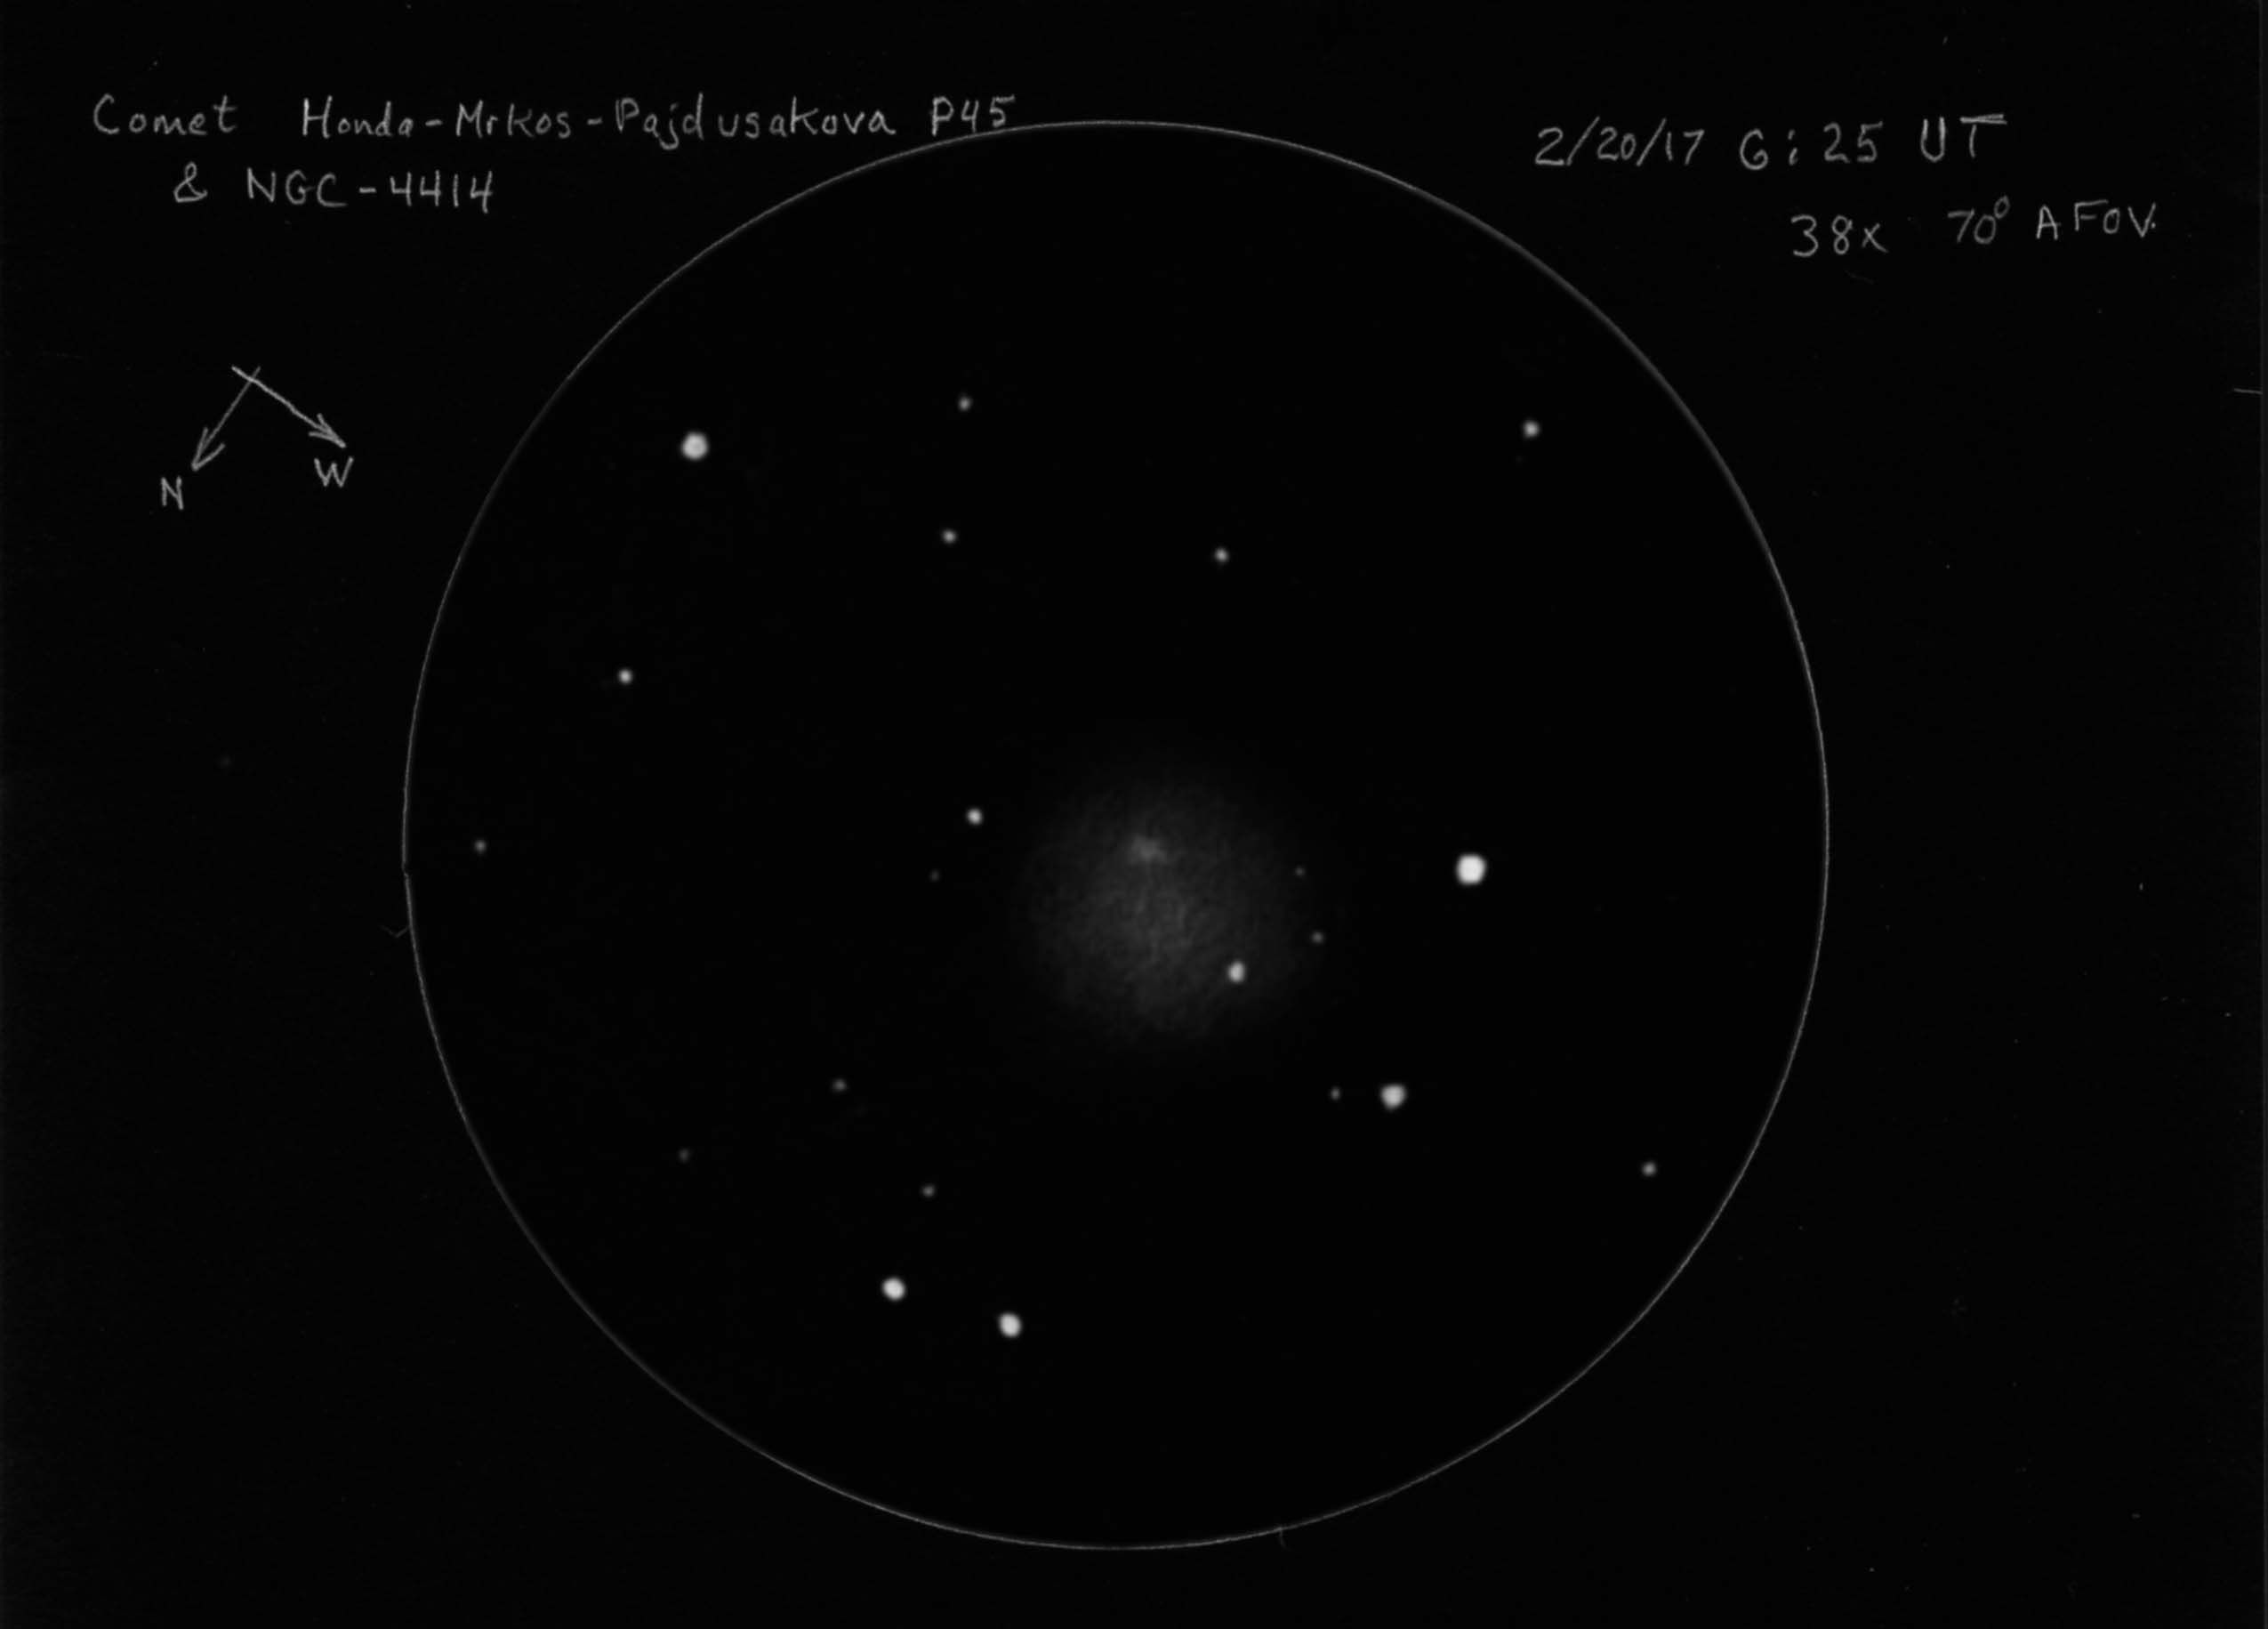 Comet Honda-Mrkos-Pajdusakova P45
& NGC-4414
2/20/17 6:25 UT
38x 70° AFOV.
N
W